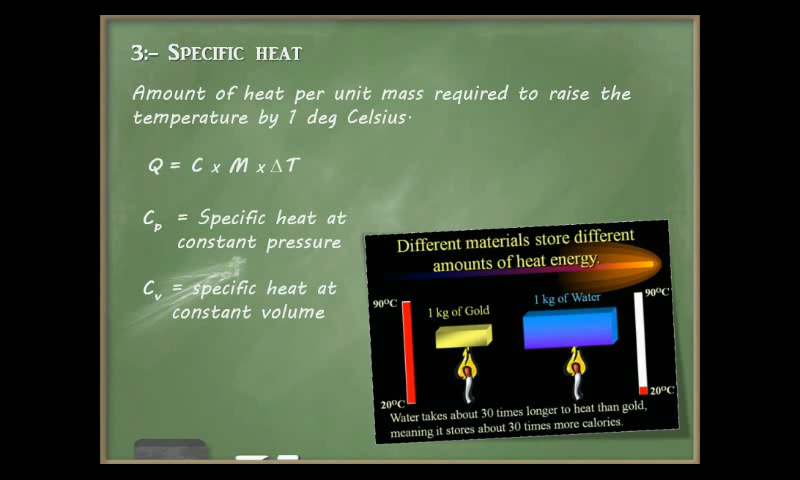 3:- SPECIFIC HEAT
Amount of heat per unit mass required to raise the
temperature by 1 deg Celsius.
Q = C x M x ΔT
Cp = Specific heat at
constant pressure
Cv = specific heat at
constant volume
Different materials store different
amounts of heat energy.
90°C
1 kg of Gold
1 kg of Water
90°C
20°C
20°C
Water takes about 30 times longer to heat than gold,
meaning it stores about 30 times more calories.